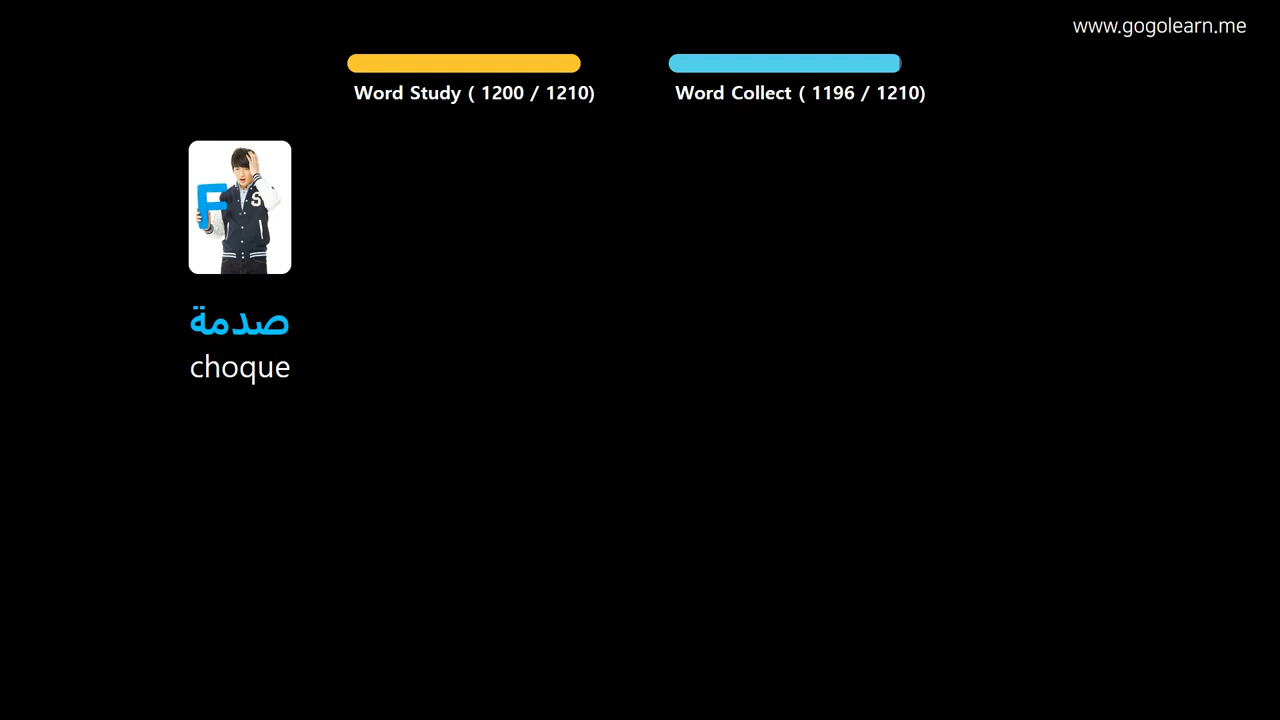 www.gogolearn.me
Word Study ( 1200 / 1210)
Word Collect ( 1196 / 1210)
F
S
صدمة
choque